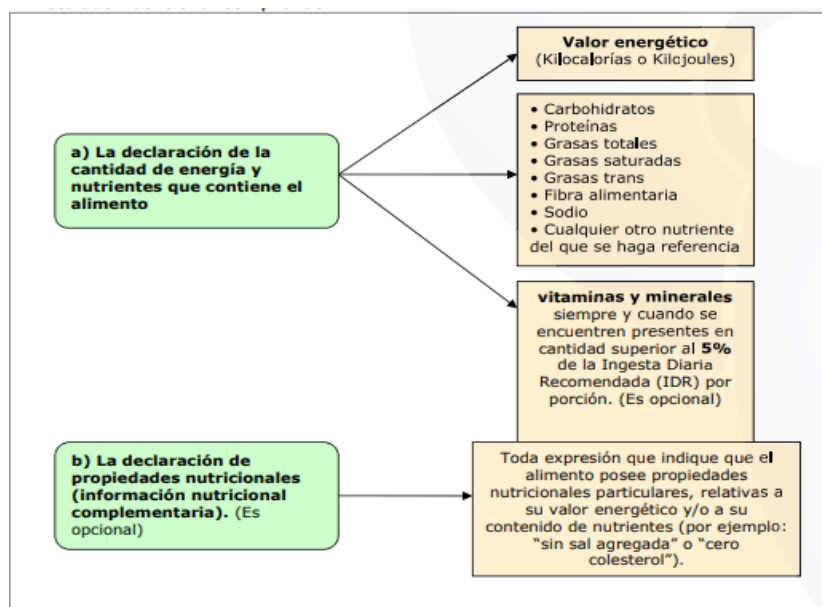 a) La declaración de la
cantidad de energía y
nutrientes que contiene el
alimento
Valor energético
(Kilocalorías o Kilojoules)
• Carbohidratos
• Proteínas
• Grasas totales
• Grasas saturadas
• Grasas trans
• Fibra alimentaria
• Sodio
• Cualquier otro nutriente
del que se haga referencia
vitaminas y minerales
siempre y cuando se
encuentren presentes en
cantidad superior al 5%
de la Ingesta Diaria
Recomendada (IDR) por
porción. (Es opcional)
b) La declaración de
propiedades nutricionales
(información nutricional
complementaria). (Es
opcional)
Toda expresión que indique que el
alimento posee propiedades
nutricionales particulares, relativas a
su valor energético y/o a su
contenido de nutrientes (por ejemplo:
“sin sal agregada” o “cero
colesterol”).